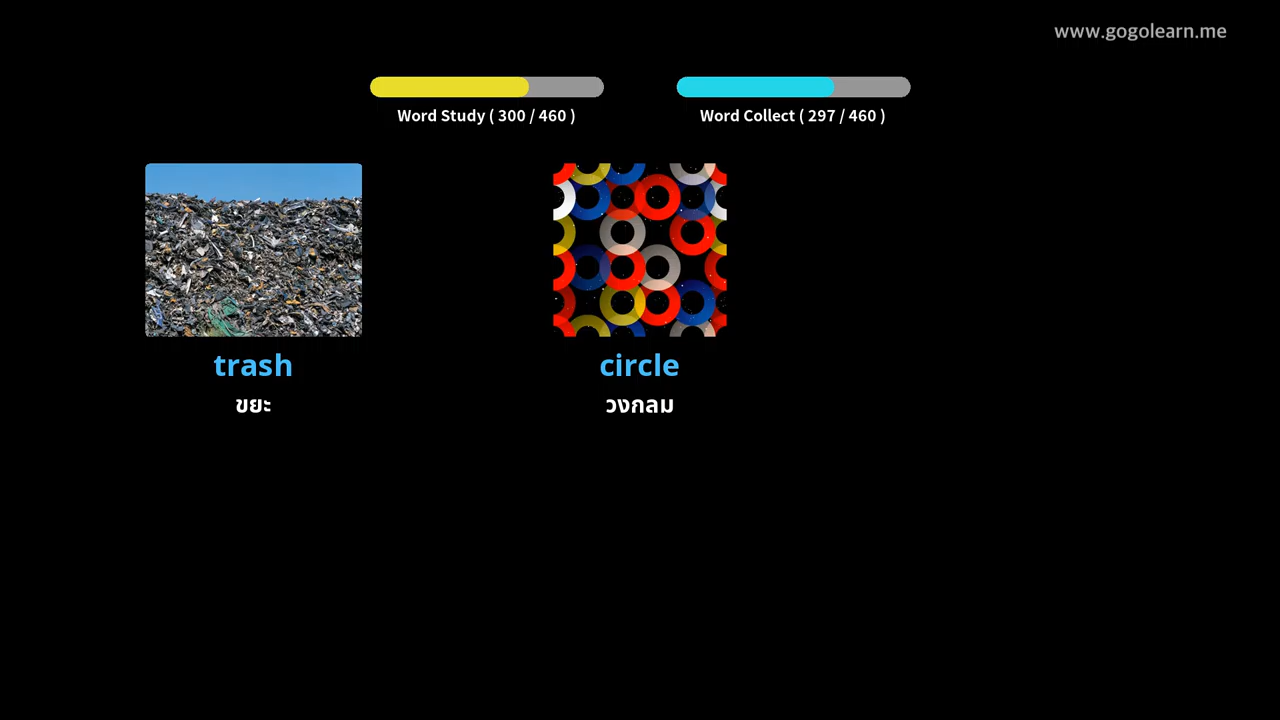 www.gogolearn.me
Word Study ( 300 / 460 )
Word Collect ( 297 / 460 )
trash
ขยะ
circle
วงกลม